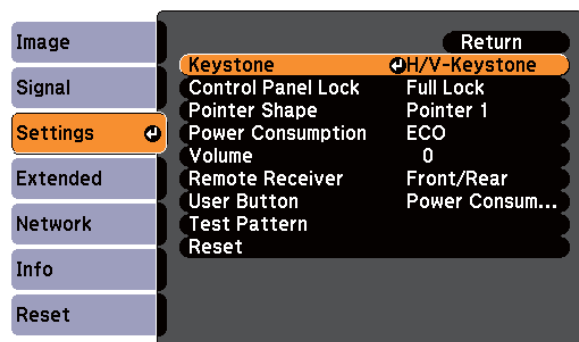 Image
Signal
Settings
Extended
Network
Info
Reset
Return
Keystone H/V-Keystone
Control Panel Lock Full Lock
Pointer Shape Pointer 1
Power Consumption ECO
Volume 0
Remote Receiver Front/Rear
User Button Power Consum...
Test Pattern
Reset